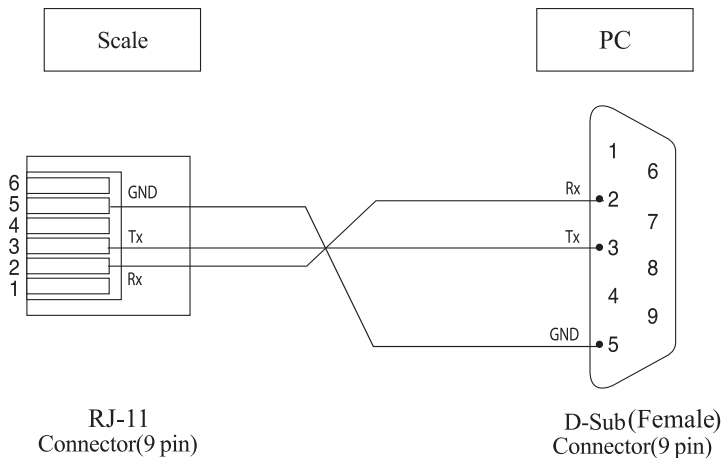 Scale
PC
6
5
4
3
2
1
GND
Tx
Rx
Rx
Tx
GND
1
2
3
4
5
6
7
8
9
RJ-11
Connector(9 pin)
D-Sub(Female)
Connector(9 pin)